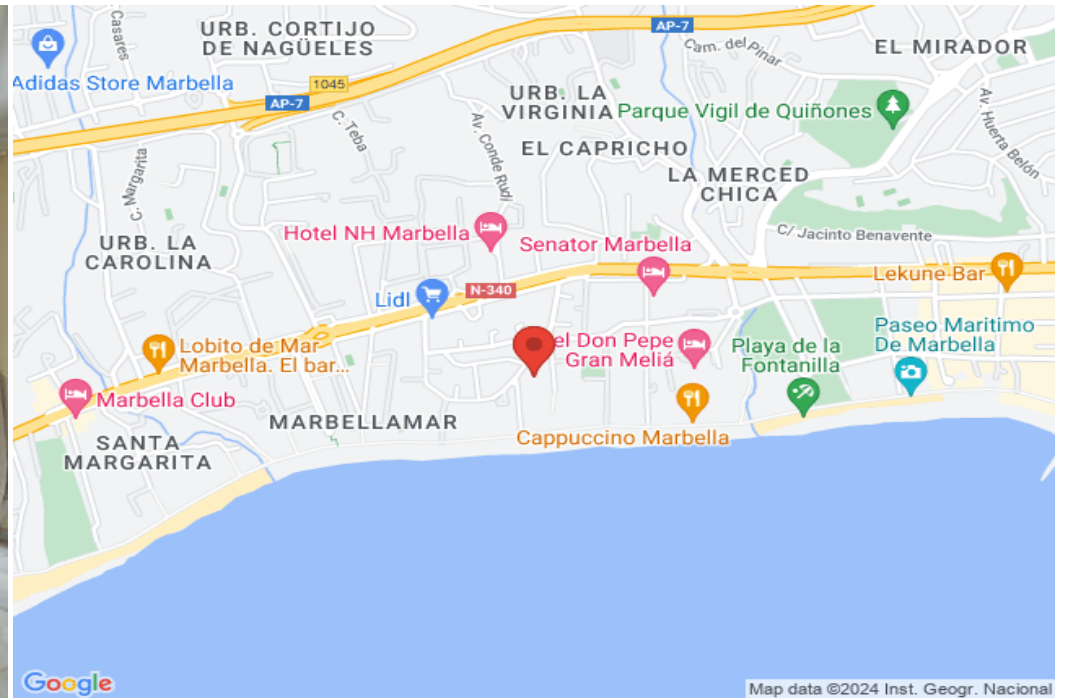 Casares
URB. CORTIJO
DE NAGÜELES
AP-7
Cam. del Pinar
EL MIRADOR
Adidas Store Marbella
1045
AP-7
C. Teba
URB. LA
VIRGINIA
Parque Vigil de Quiñones
Av. Huerta Belón
Av. Conde Rudi
EL CAPRICHO
C. Margarita
LA MERCED
CHICA
URB. LA
CAROLINA
Hotel NH Marbella
Senator Marbella
C/ Jacinto Benavente
Lekune Bar
Lidl
N-340
Lobito de Mar
Marbella. El bar...
el Don Pepe
Gran Meliá
Playa de la
Fontanilla
Paseo Maritimo
De Marbella
Marbella Club
MARBELLAMAR
Cappuccino Marbella
SANTA
MARGARITA
Google
Map data ©2024 Inst. Geogr. Nacional